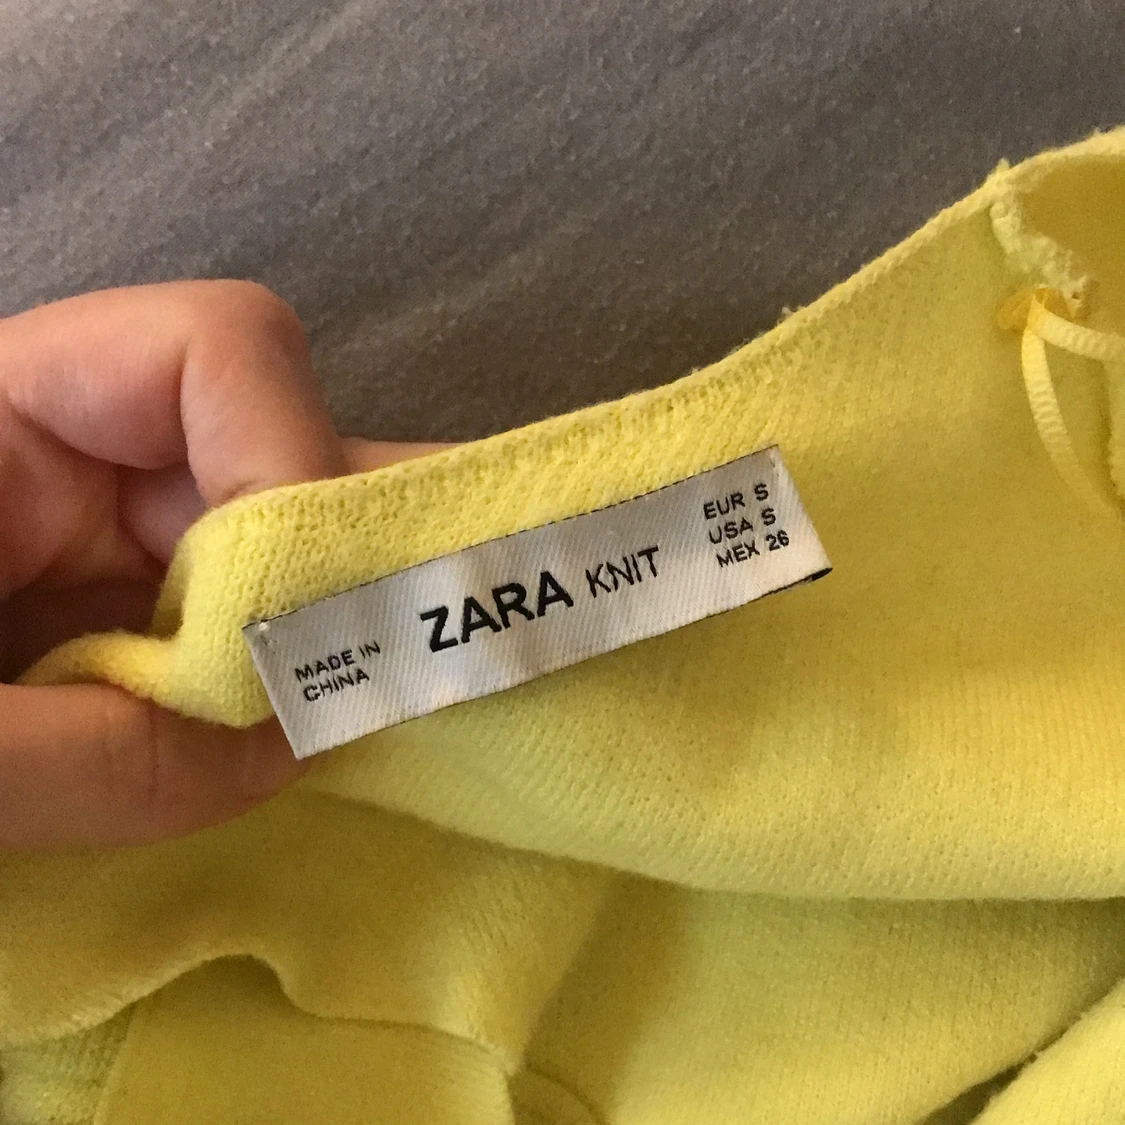 MADE IN
CHINA
ZARA KNIT
EUR S
USA S
MEX 26